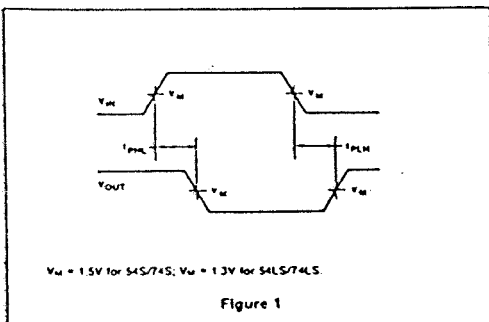 VIN
VM
VM
tPHL
tPLH
VOUT
VM
VM
VM = 1.5V for 54S/74S; VM = 1.3V for 54LS/74LS.
Figure 1